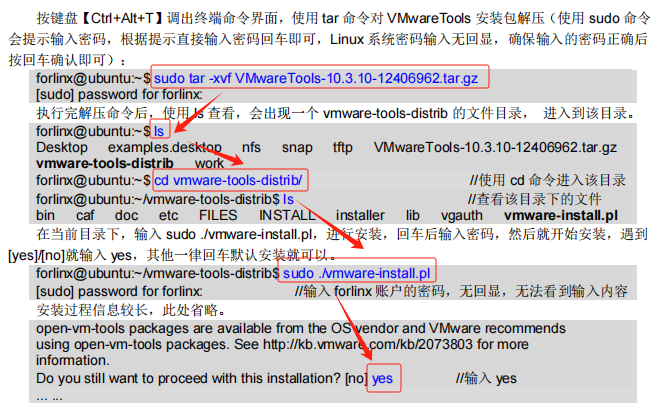 按键盘【Ctrl+Alt+T】调出终端命令界面，使用 tar 命令对 VMwareTools 安装包解压（使用 sudo 命令
会提示输入密码，根据提示直接输入密码回车即可，Linux 系统密码输入无回显，确保输入的密码正确后
按回车确认即可）：
forlinx@ubuntu:~$ sudo tar -xvf VMwareTools-10.3.10-12406962.tar.gz
[sudo] password for forlinx:
执行完解压命令后，使用 ls 查看，会出现一个 vmware-tools-distrib 的文件目录， 进入到该目录。
forlinx@ubuntu:~$ ls
Desktop examples.desktop nfs snap tftp VMwareTools-10.3.10-12406962.tar.gz
vmware-tools-distrib work
forlinx@ubuntu:~$ cd vmware-tools-distrib/ //使用 cd 命令进入该目录
forlinx@ubuntu:~/vmware-tools-distrib$ ls //查看该目录下的文件
bin caf doc etc FILES INSTALL installer lib vgauth vmware-install.pl
在当前目录下，输入 sudo ./vmware-install.pl，进行安装，回车后输入密码，然后就开始安装，遇到
[yes]/[no]就输入 yes，其他一律回车默认安装就可以。
forlinx@ubuntu:~/vmware-tools-distrib$ sudo ./vmware-install.pl
[sudo] password for forlinx: //输入 forlinx 账户的密码，无回显，无法看到输入内容
安装过程信息较长，此处省略。
open-vm-tools packages are available from the OS vendor and VMware recommends
using open-vm-tools packages. See http://kb.vmware.com/kb/2073803 for more
information.
Do you still want to proceed with this installation? [no] yes //输入 yes
... ...